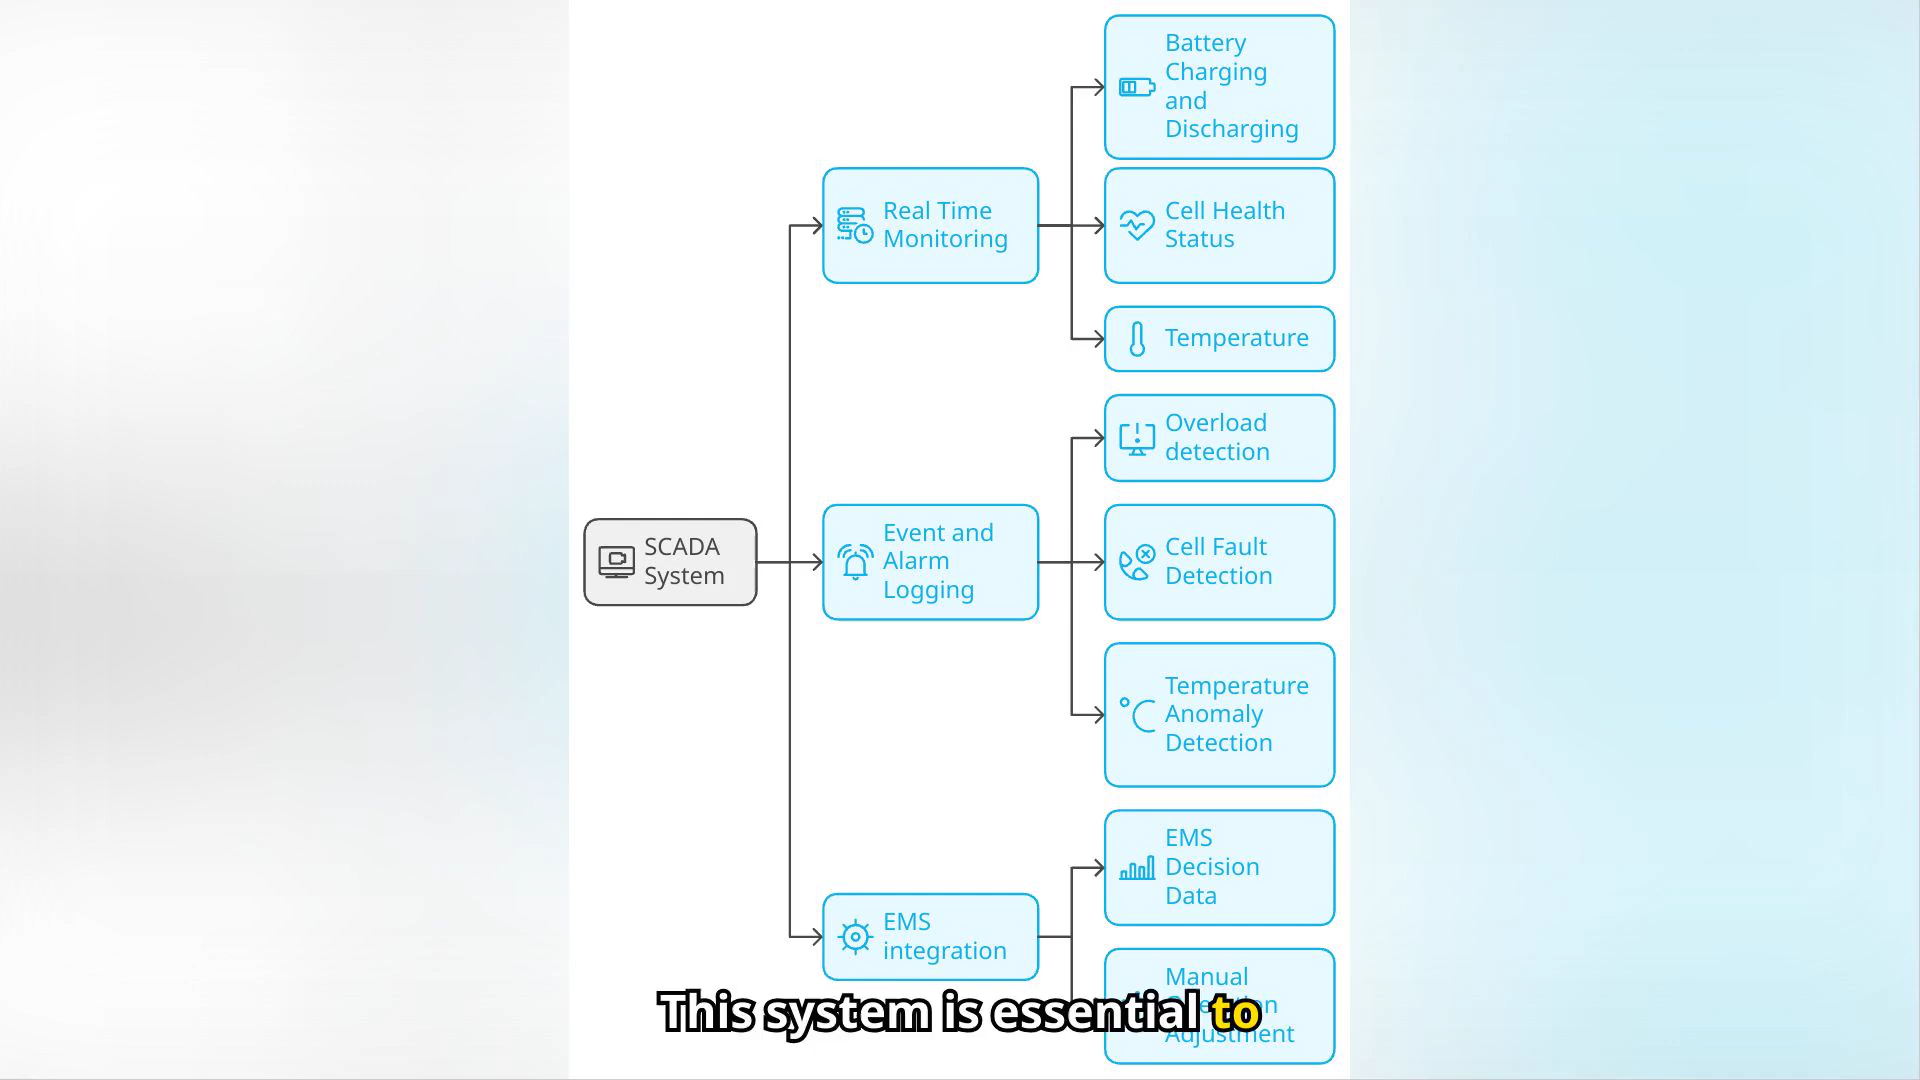 Battery
Charging
and
Discharging
Real Time
Monitoring
Cell Health
Status
Temperature
Overload
detection
SCADA
System
Event and
Alarm
Logging
Cell Fault
Detection
Temperature
Anomaly
Detection
EMS
Decision
Data
EMS
integration
Manual
Adjustment
This system is essential to